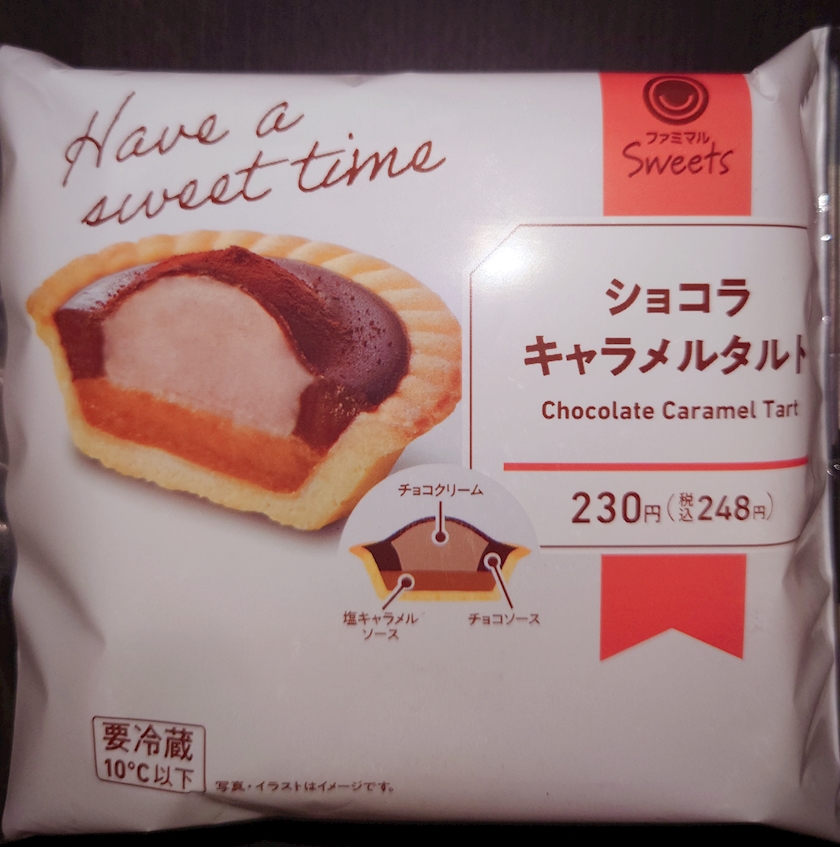 Have a
sweet time
ファミマル
Sweets
ショコラ
キャラメルタルト
Chocolate Caramel Tart
230円(税込248円)
チョコクリーム
塩キャラメル
ソース
チョコソース
要冷蔵
10°C以下
写真・イラストはイメージです。